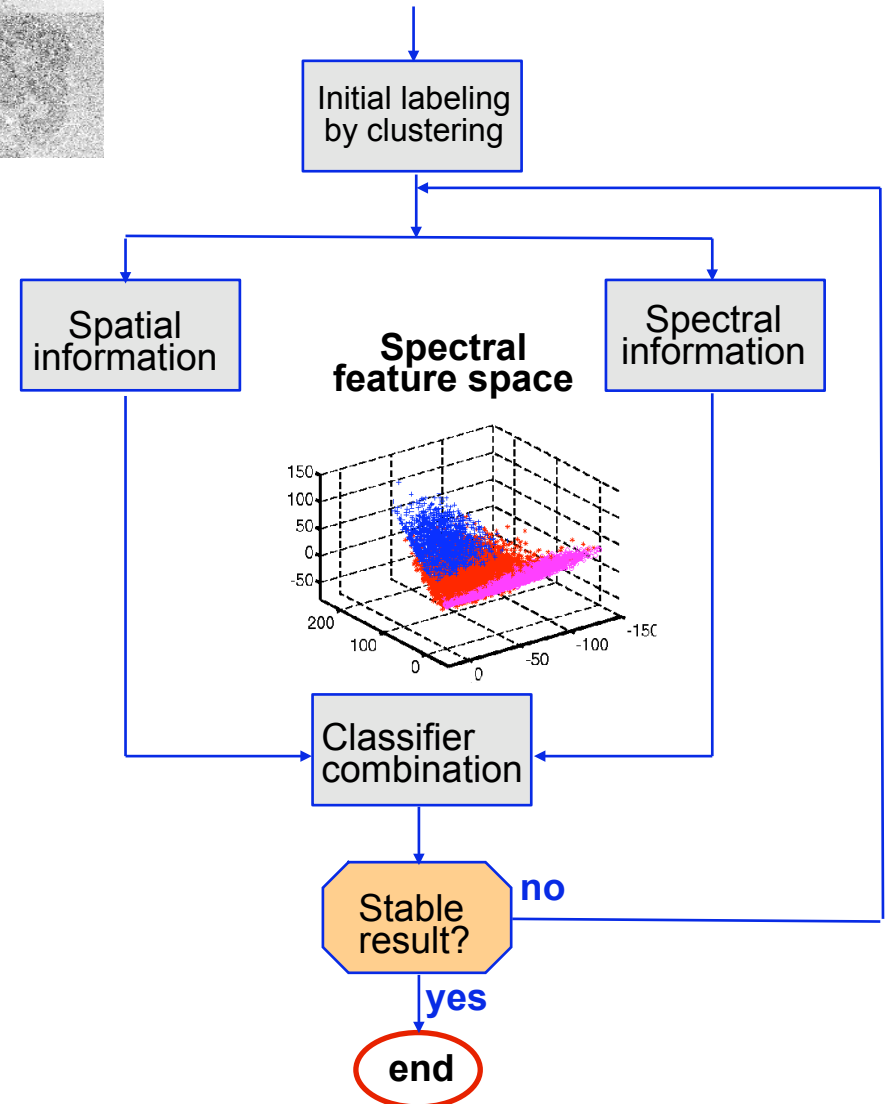 Initial labeling
by clustering
Spatial
information
Spectral
feature space
Spectral
information
150
100
50
0
-50
200
100
0
0
-50
-100
-150
Classifier
combination
Stable
result?
no
yes
end